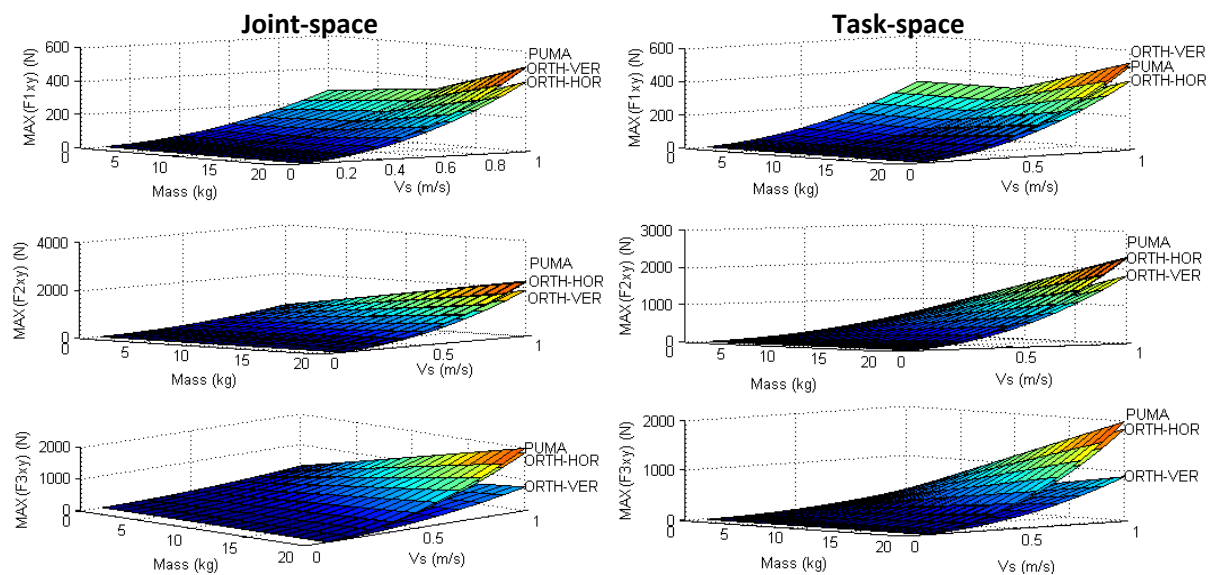 Joint-space
MAX(F1xy) (N)
600
400
200
0
0
5
10
15
20
Mass (kg)
0
0.2
0.4
0.6
0.8
1
Vs (m/s)
PUMA
ORTH-VER
ORTH-HOR
Task-space
MAX(F1xy) (N)
600
400
200
0
0
5
10
15
20
Mass (kg)
0
0.5
1
Vs (m/s)
ORTH-VER
PUMA
ORTH-HOR
MAX(F2xy) (N)
4000
2000
0
0
5
10
15
20
Mass (kg)
0
0.5
1
Vs (m/s)
PUMA
ORTH-HOR
ORTH-VER
MAX(F2xy) (N)
3000
2000
1000
0
0
5
10
15
20
Mass (kg)
0
0.5
1
Vs (m/s)
PUMA
ORTH-HOR
ORTH-VER
MAX(F3xy) (N)
2000
1000
0
0
5
10
15
20
Mass (kg)
0
0.5
1
Vs (m/s)
PUMA
ORTH-HOR
ORTH-VER
MAX(F3xy) (N)
2000
1000
0
0
5
10
15
20
Mass (kg)
0
0.5
1
Vs (m/s)
PUMA
ORTH-HOR
ORTH-VER